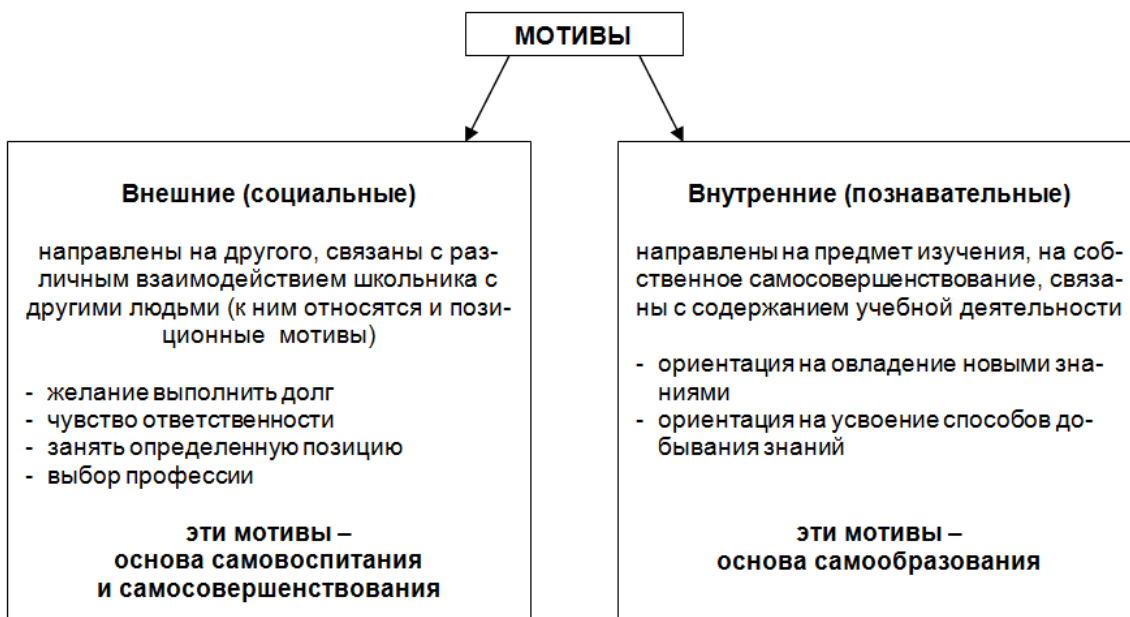 МОТИВЫ
Внешние (социальные)
направлены на другого, связаны с раз-
личным взаимодействием школьника с
другими людьми (к ним относятся и пози-
ционные мотивы)
- желание выполнить долг
- чувство ответственности
- занять определенную позицию
- выбор профессии
эти мотивы –
основа самовоспитания
и самосовершенствования
Внутренние (познавательные)
направлены на предмет изучения, на соб-
ственное самосовершенствование, связа-
ны с содержанием учебной деятельности
- ориентация на овладение новыми зна-
ниями
- ориентация на усвоение способов до-
бывания знаний
эти мотивы –
основа самообразования